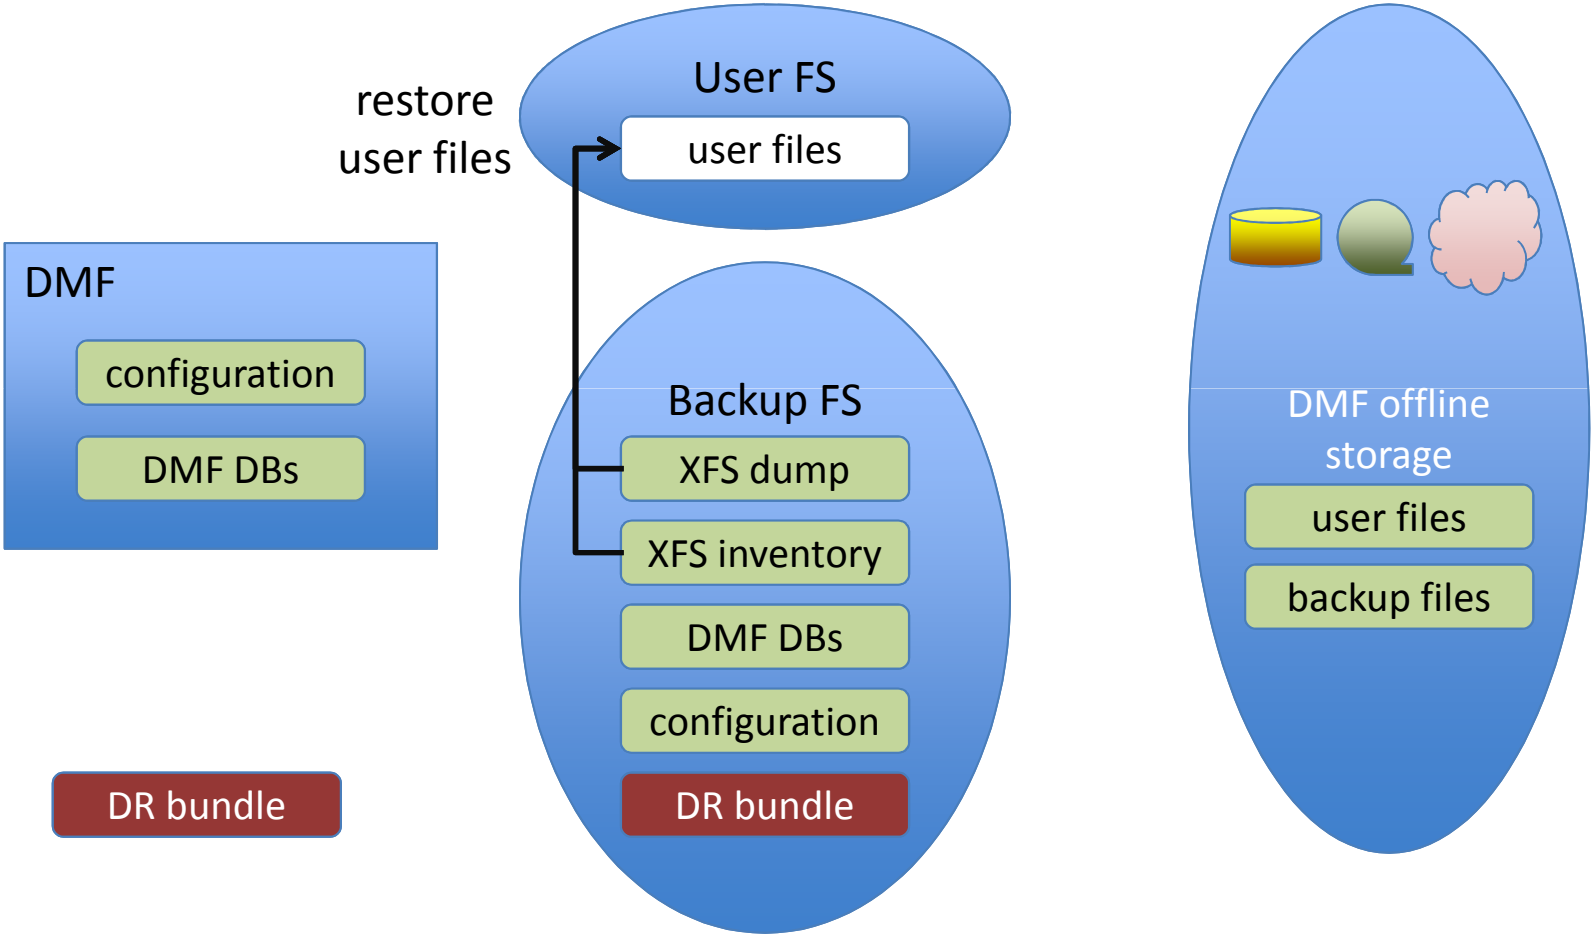 restore
user files
User FS
user files
DMF
configuration
DMF DBs
DR bundle
Backup FS
XFS dump
XFS inventory
DMF DBs
configuration
DR bundle
DMF offline
storage
user files
backup files